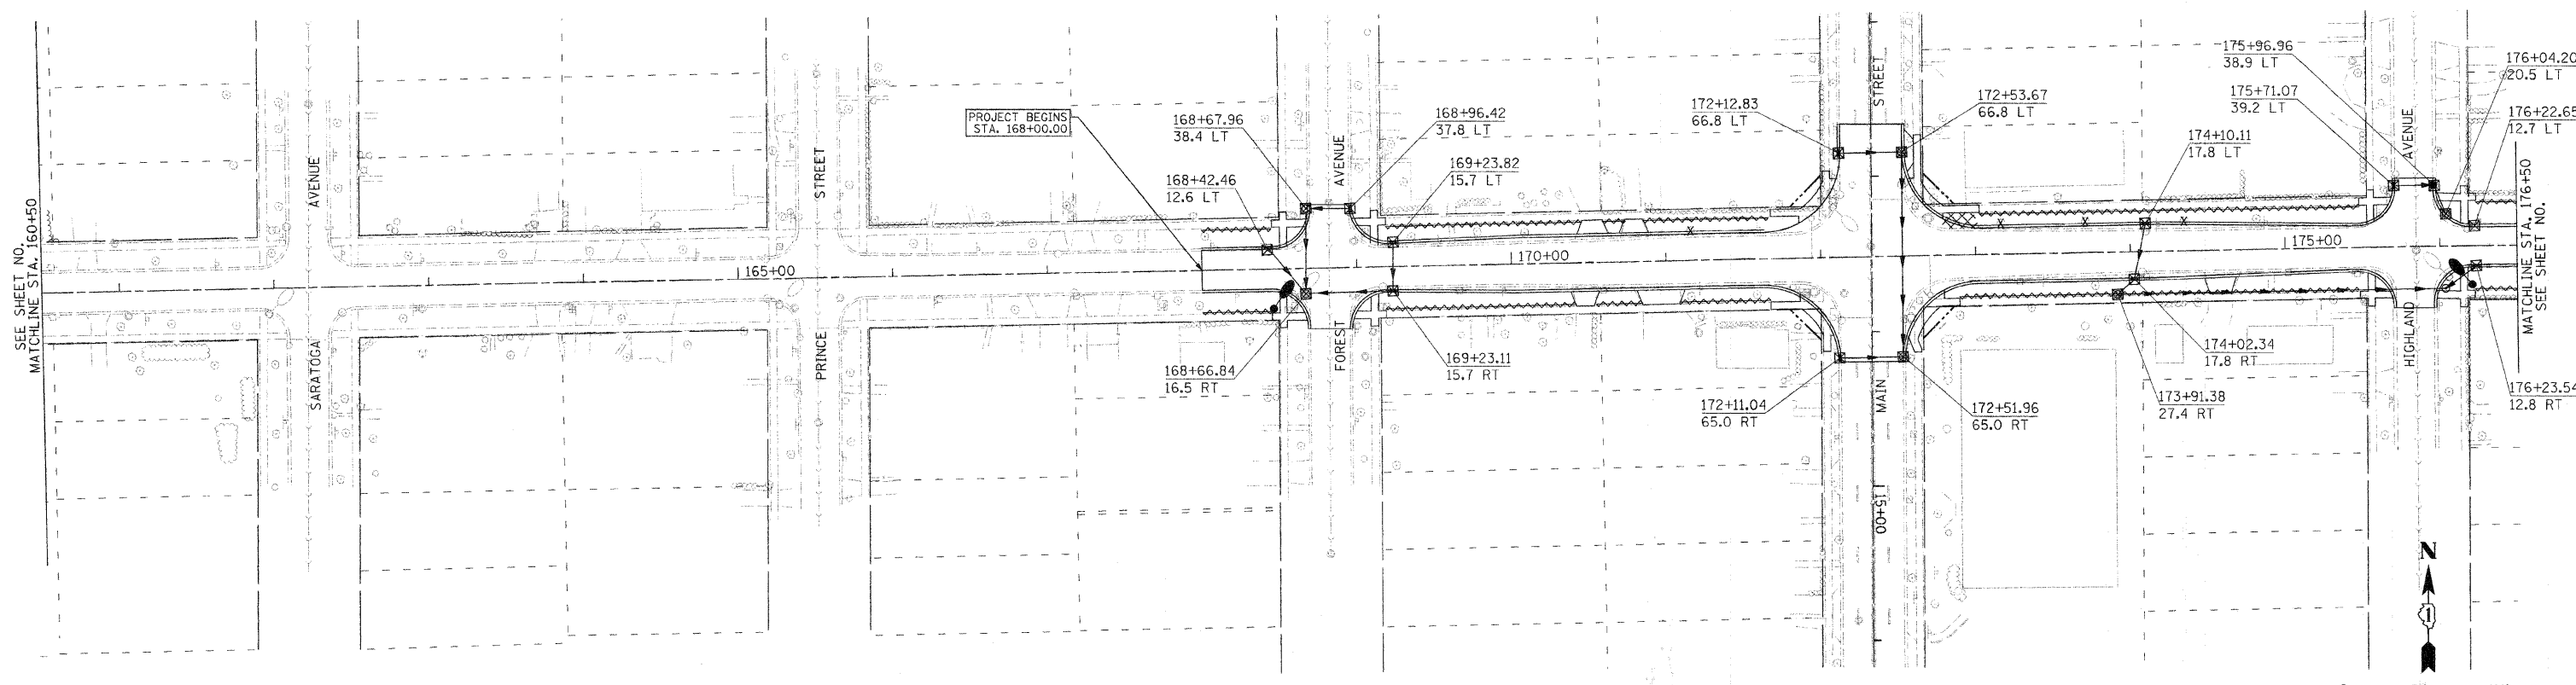 SEE SHEET NO.
MATCHLINE STA. 160+50
SARATOGA
AVENUE
165+00
PRINCE
STREET
PROJECT BEGINS
STA. 168+00.00
168+67.96
38.4 LT
168+42.46
12.6 LT
168+66.84
16.5 RT
FOREST
AVENUE
168+96.42
37.8 LT
169+23.82
15.7 LT
169+23.11
15.7 RT
170+00
172+12.83
66.8 LT
172+11.04
65.0 RT
MAIN
STREET
115+00
172+53.67
66.8 LT
172+51.96
65.0 RT
X
X
X
X
174+10.11
17.8 LT
174+02.34
17.8 RT
173+91.38
27.4 RT
175+00
175+96.96
38.9 LT
175+71.07
39.2 LT
HIGHLAND
AVENUE
176+04.20
20.5 LT
176+22.65
12.7 LT
176+23.54
12.8 RT
MATCHLINE STA. 176+50
SEE SHEET NO.
N
1